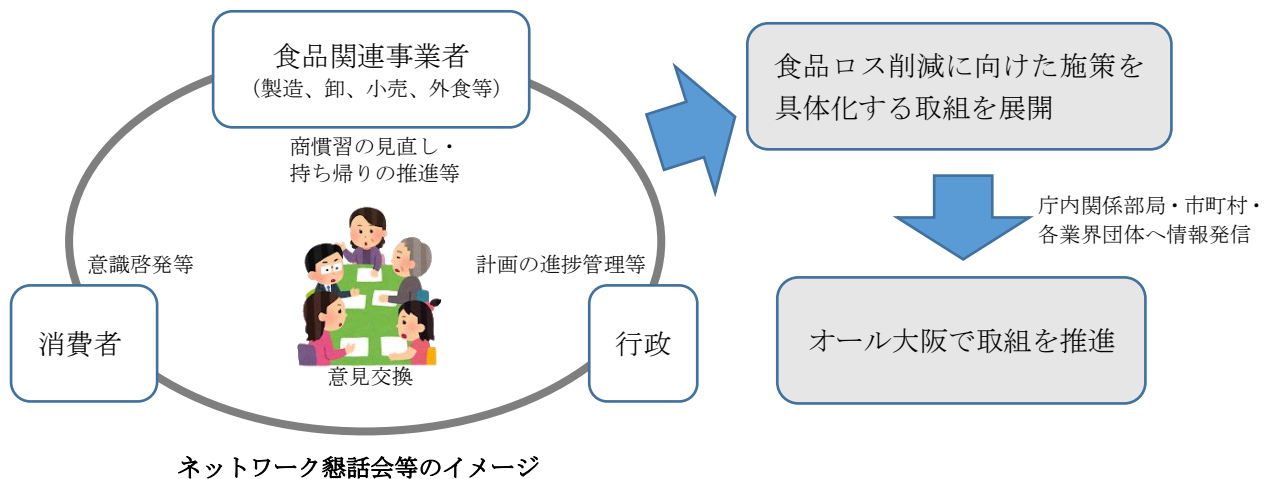 食品関連事業者
（製造、卸、小売、外食等）
商慣習の見直し・
持ち帰りの推進等
意識啓発等
計画の進捗管理等
消費者
行政
意見交換
ネットワーク懇話会等のイメージ
食品ロス削減に向けた施策を
具体化する取組を展開
庁内関係部局・市町村・
各業界団体へ情報発信
オール大阪で取組を推進